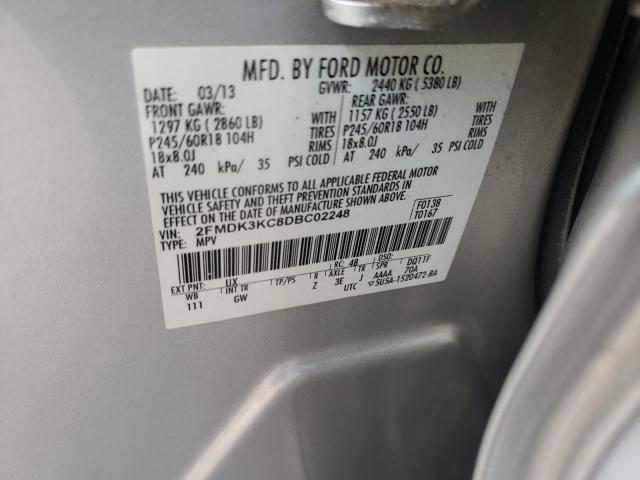 MFD. BY FORD MOTOR CO.
DATE: 03/13 GVWR: 2440 KG ( 5380 LB)
FRONT GAWR: REAR GAWR:
1297 KG ( 2860 LB) WITH 1157 KG ( 2550 LB) WITH
P245/60R18 104H TIRES P245/60R18 104H TIRES
18x8.0J RIMS 18x8.0J RIMS
AT 240 kPa/ 35 PSI COLD AT 240 kPa/ 35 PSI COLD
THIS VEHICLE CONFORMS TO ALL APPLICABLE FEDERAL MOTOR
VEHICLE SAFETY AND THEFT PREVENTION STANDARDS IN
EFFECT ON THE DATE OF MANUFACTURE SHOWN ABOVE.
VIN: 2FMDK3KC8DBC02248 F0138
TYPE: MPV T0167
EXT PNT: UX RC: 48 DSO:
WB INT TR TP/PS R AXLE TR SPR DQ11F
111 GW Z 3E J AAAA 70A
UTC ▽5U5A-1520472-BA